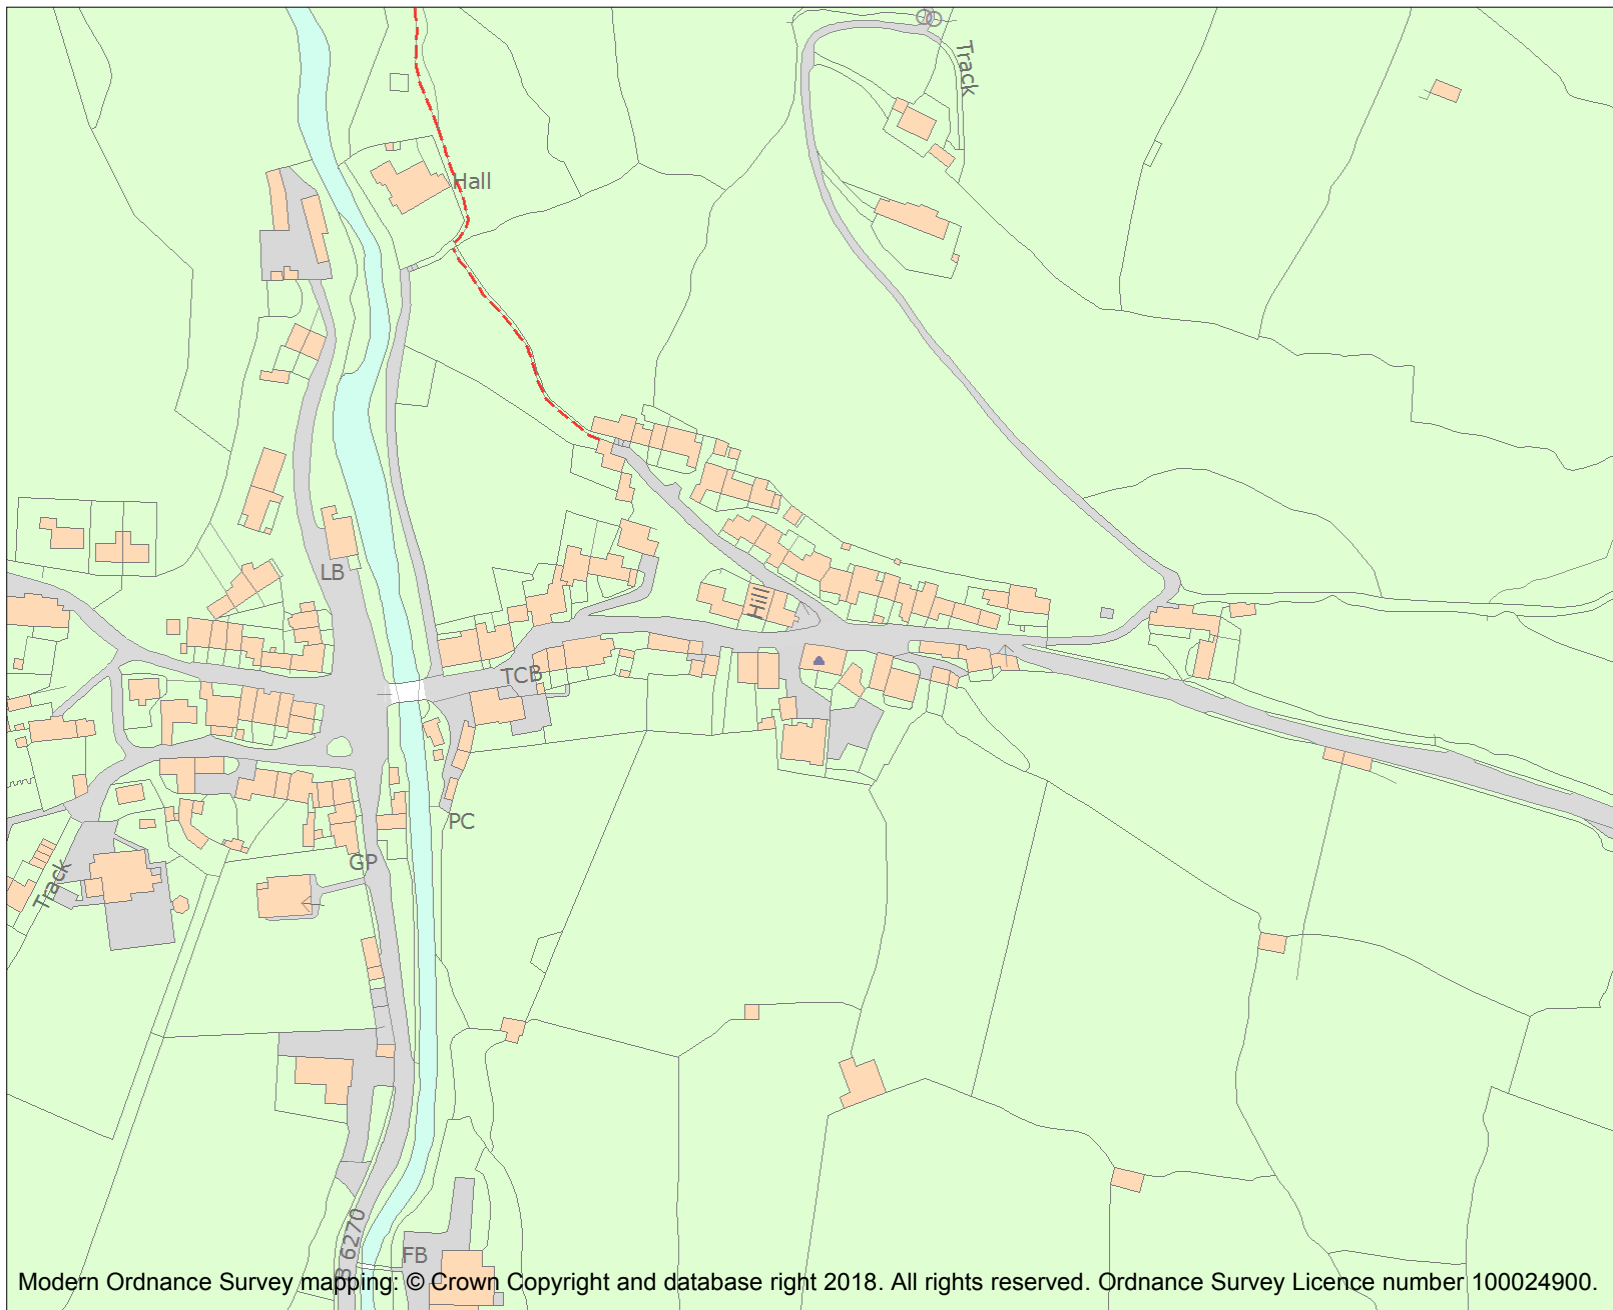 Track
Hall
LB
Hill
TCB
PC
GP
Track
B 6270
FB
Modern Ordnance Survey mapping: © Crown Copyright and database right 2018. All rights reserved. Ordnance Survey Licence number 100024900.